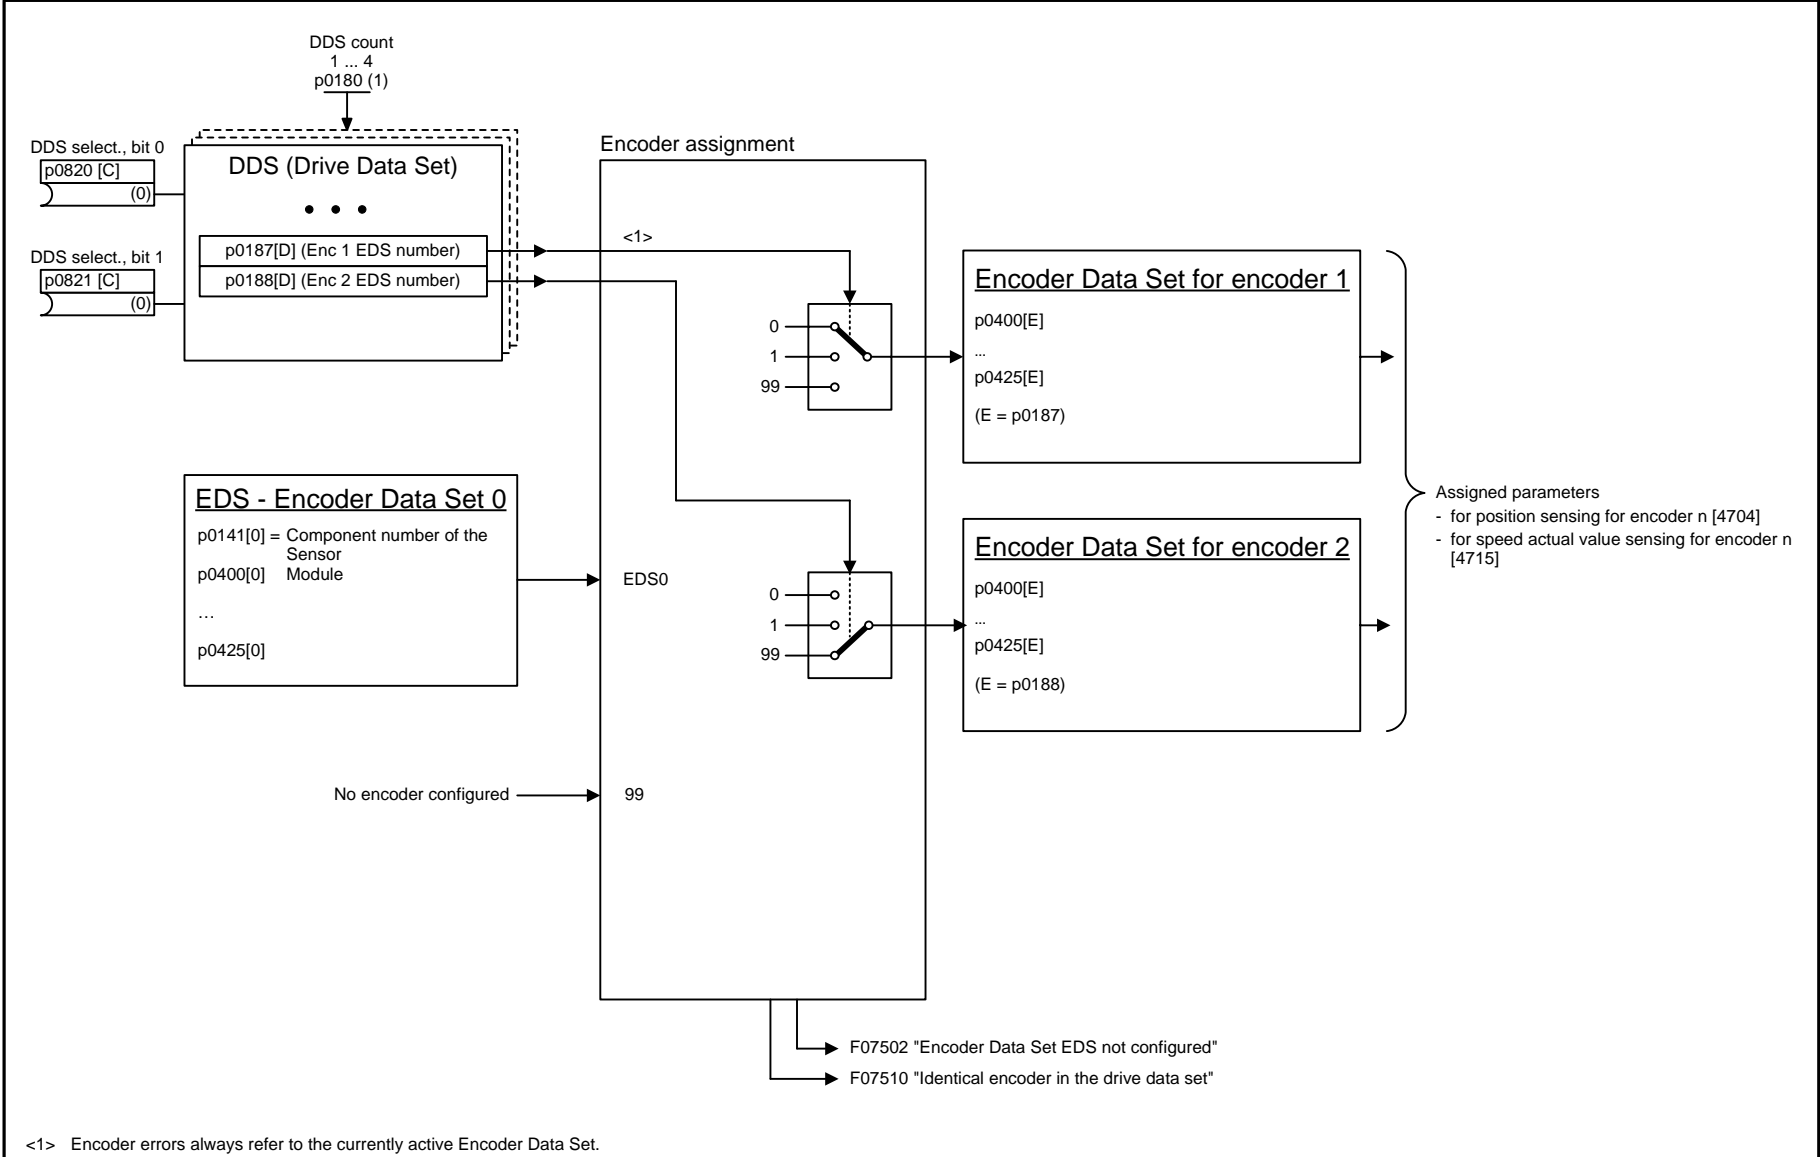 DDS count
1 ... 4
p0180 (1)
DDS select., bit 0
p0820 [C]
(0)
DDS select., bit 1
p0821 [C]
(0)
DDS (Drive Data Set)
• • •
p0187[D] (Enc 1 EDS number)
p0188[D] (Enc 2 EDS number)
Encoder assignment
<1>
0
1
99
Encoder Data Set for encoder 1
p0400[E]
...
p0425[E]
(E = p0187)
EDS - Encoder Data Set 0
p0141[0] = Component number of the
Sensor
p0400[0] Module
…
p0425[0]
EDS0
0
1
99
Encoder Data Set for encoder 2
p0400[E]
...
p0425[E]
(E = p0188)
Assigned parameters
- for position sensing for encoder n [4704]
- for speed actual value sensing for encoder n
[4715]
No encoder configured
99
F07502 "Encoder Data Set EDS not configured"
F07510 "Identical encoder in the drive data set"
<1> Encoder errors always refer to the currently active Encoder Data Set.